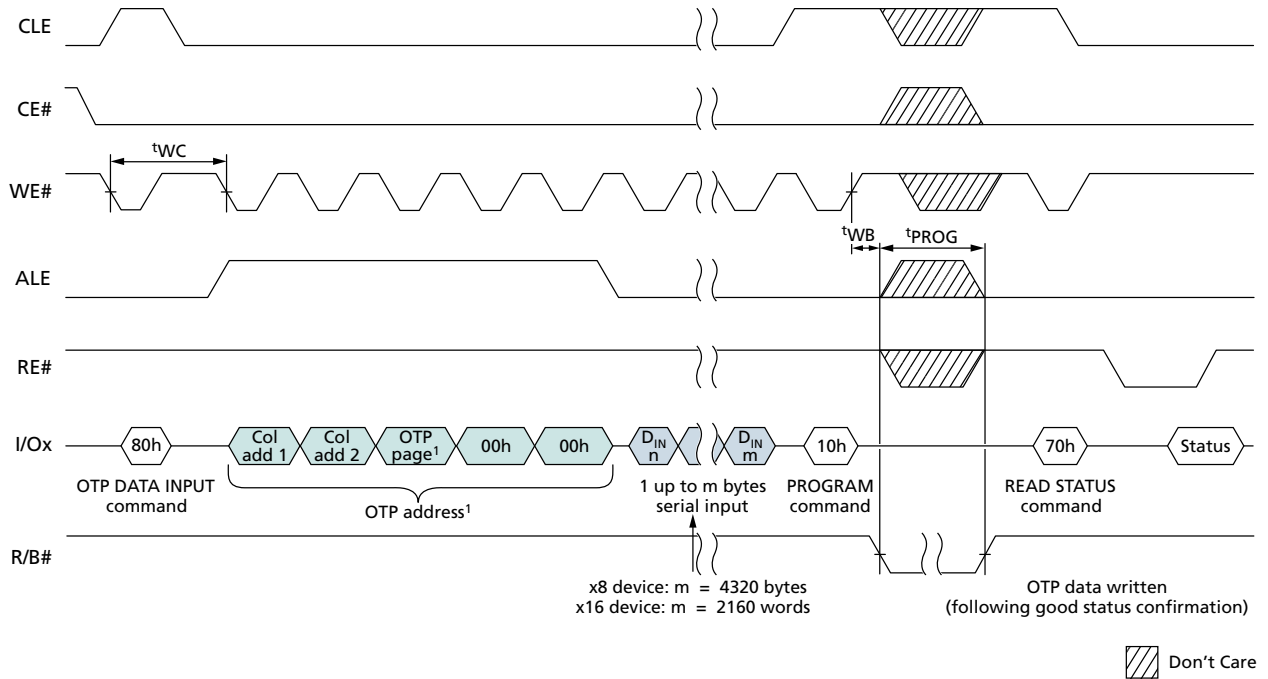 CLE
CE#
tWC
WE#
tWB
tPROG
ALE
RE#
I/Ox
80h
Col
add 1
Col
add 2
OTP
page1
00h
00h
DIN
n
DIN
m
10h
70h
Status
OTP DATA INPUT
command
OTP address1
1 up to m bytes
serial input
PROGRAM
command
READ STATUS
command
R/B#
x8 device: m = 4320 bytes
x16 device: m = 2160 words
OTP data written
(following good status confirmation)
Don't Care